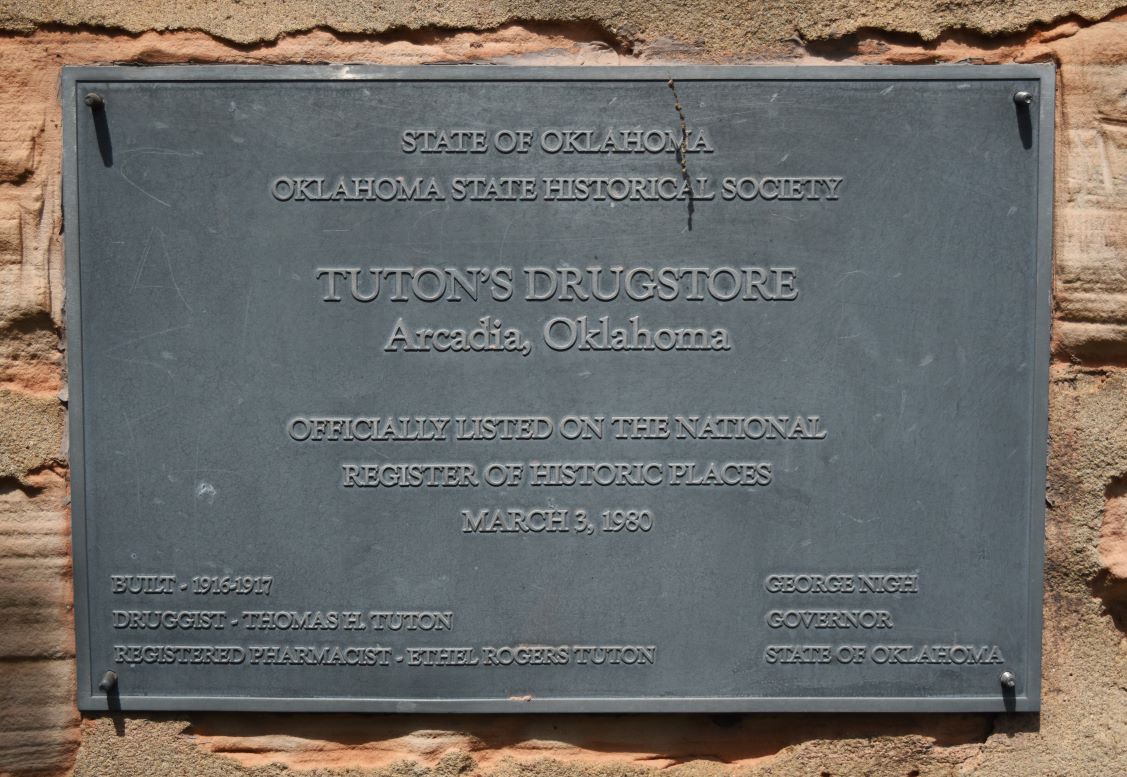 STATE OF OKLAHOMA
OKLAHOMA STATE HISTORICAL SOCIETY
TUTON'S DRUGSTORE
Arcadia, Oklahoma
OFFICIALLY LISTED ON THE NATIONAL
REGISTER OF HISTORIC PLACES
MARCH 3, 1980
BUILT - 1916-1917
DRUGGIST - THOMAS H. TUTON
REGISTERED PHARMACIST - ETHEL ROGERS TUTON
GEORGE NIGH
GOVERNOR
STATE OF OKLAHOMA